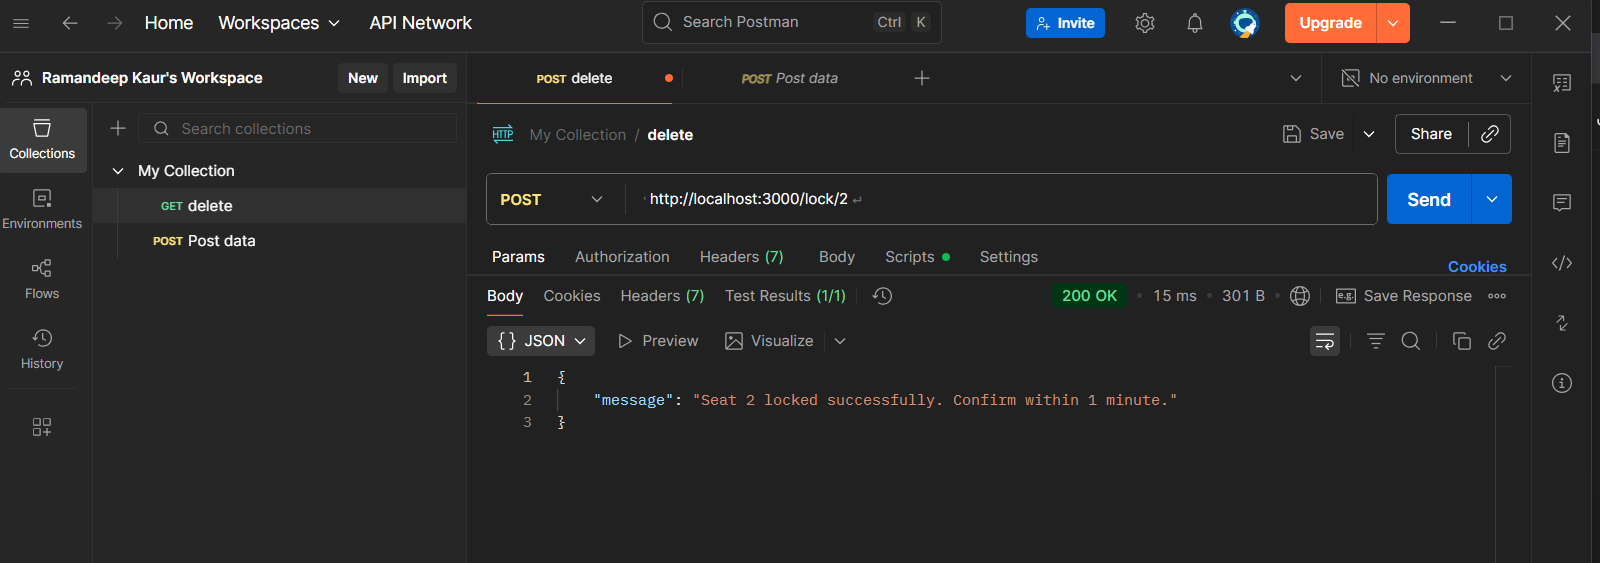 Home Workspaces API Network Search Postman Ctrl K Invite Upgrade
Ramandeep Kaur's Workspace New Import POST delete POST Post data No environment
Collections
Environments
Flows
History
Search collections
My Collection
GET delete
POST Post data
HTTP My Collection / delete Save Share
POST http://localhost:3000/lock/2 Send
Params Authorization Headers (7) Body Scripts Settings Cookies
Body Cookies Headers (7) Test Results (1/1) 200 OK • 15 ms • 301 B • e.g. Save Response
{} JSON Preview Visualize
1 {
2 "message": "Seat 2 locked successfully. Confirm within 1 minute."
3 }